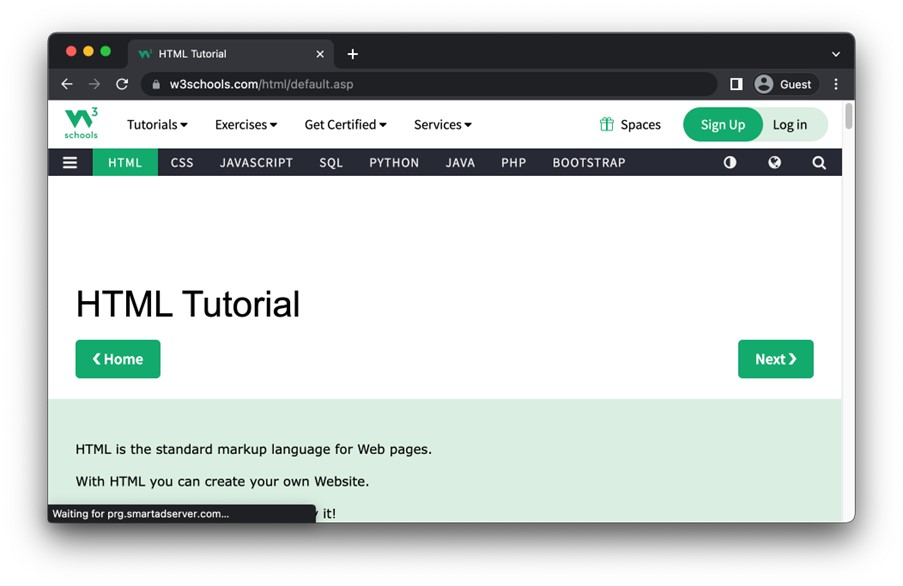 HTML Tutorial
w3schools.com/html/default.asp
Guest
3
schools
Tutorials
Exercises
Get Certified
Services
Spaces
Sign Up
Log in
HTML CSS JAVASCRIPT SQL PYTHON JAVA PHP BOOTSTRAP
HTML Tutorial
❮ Home
Next ❯
HTML is the standard markup language for Web pages.
With HTML you can create your own Website.
it!
Waiting for prg.smartadserver.com...